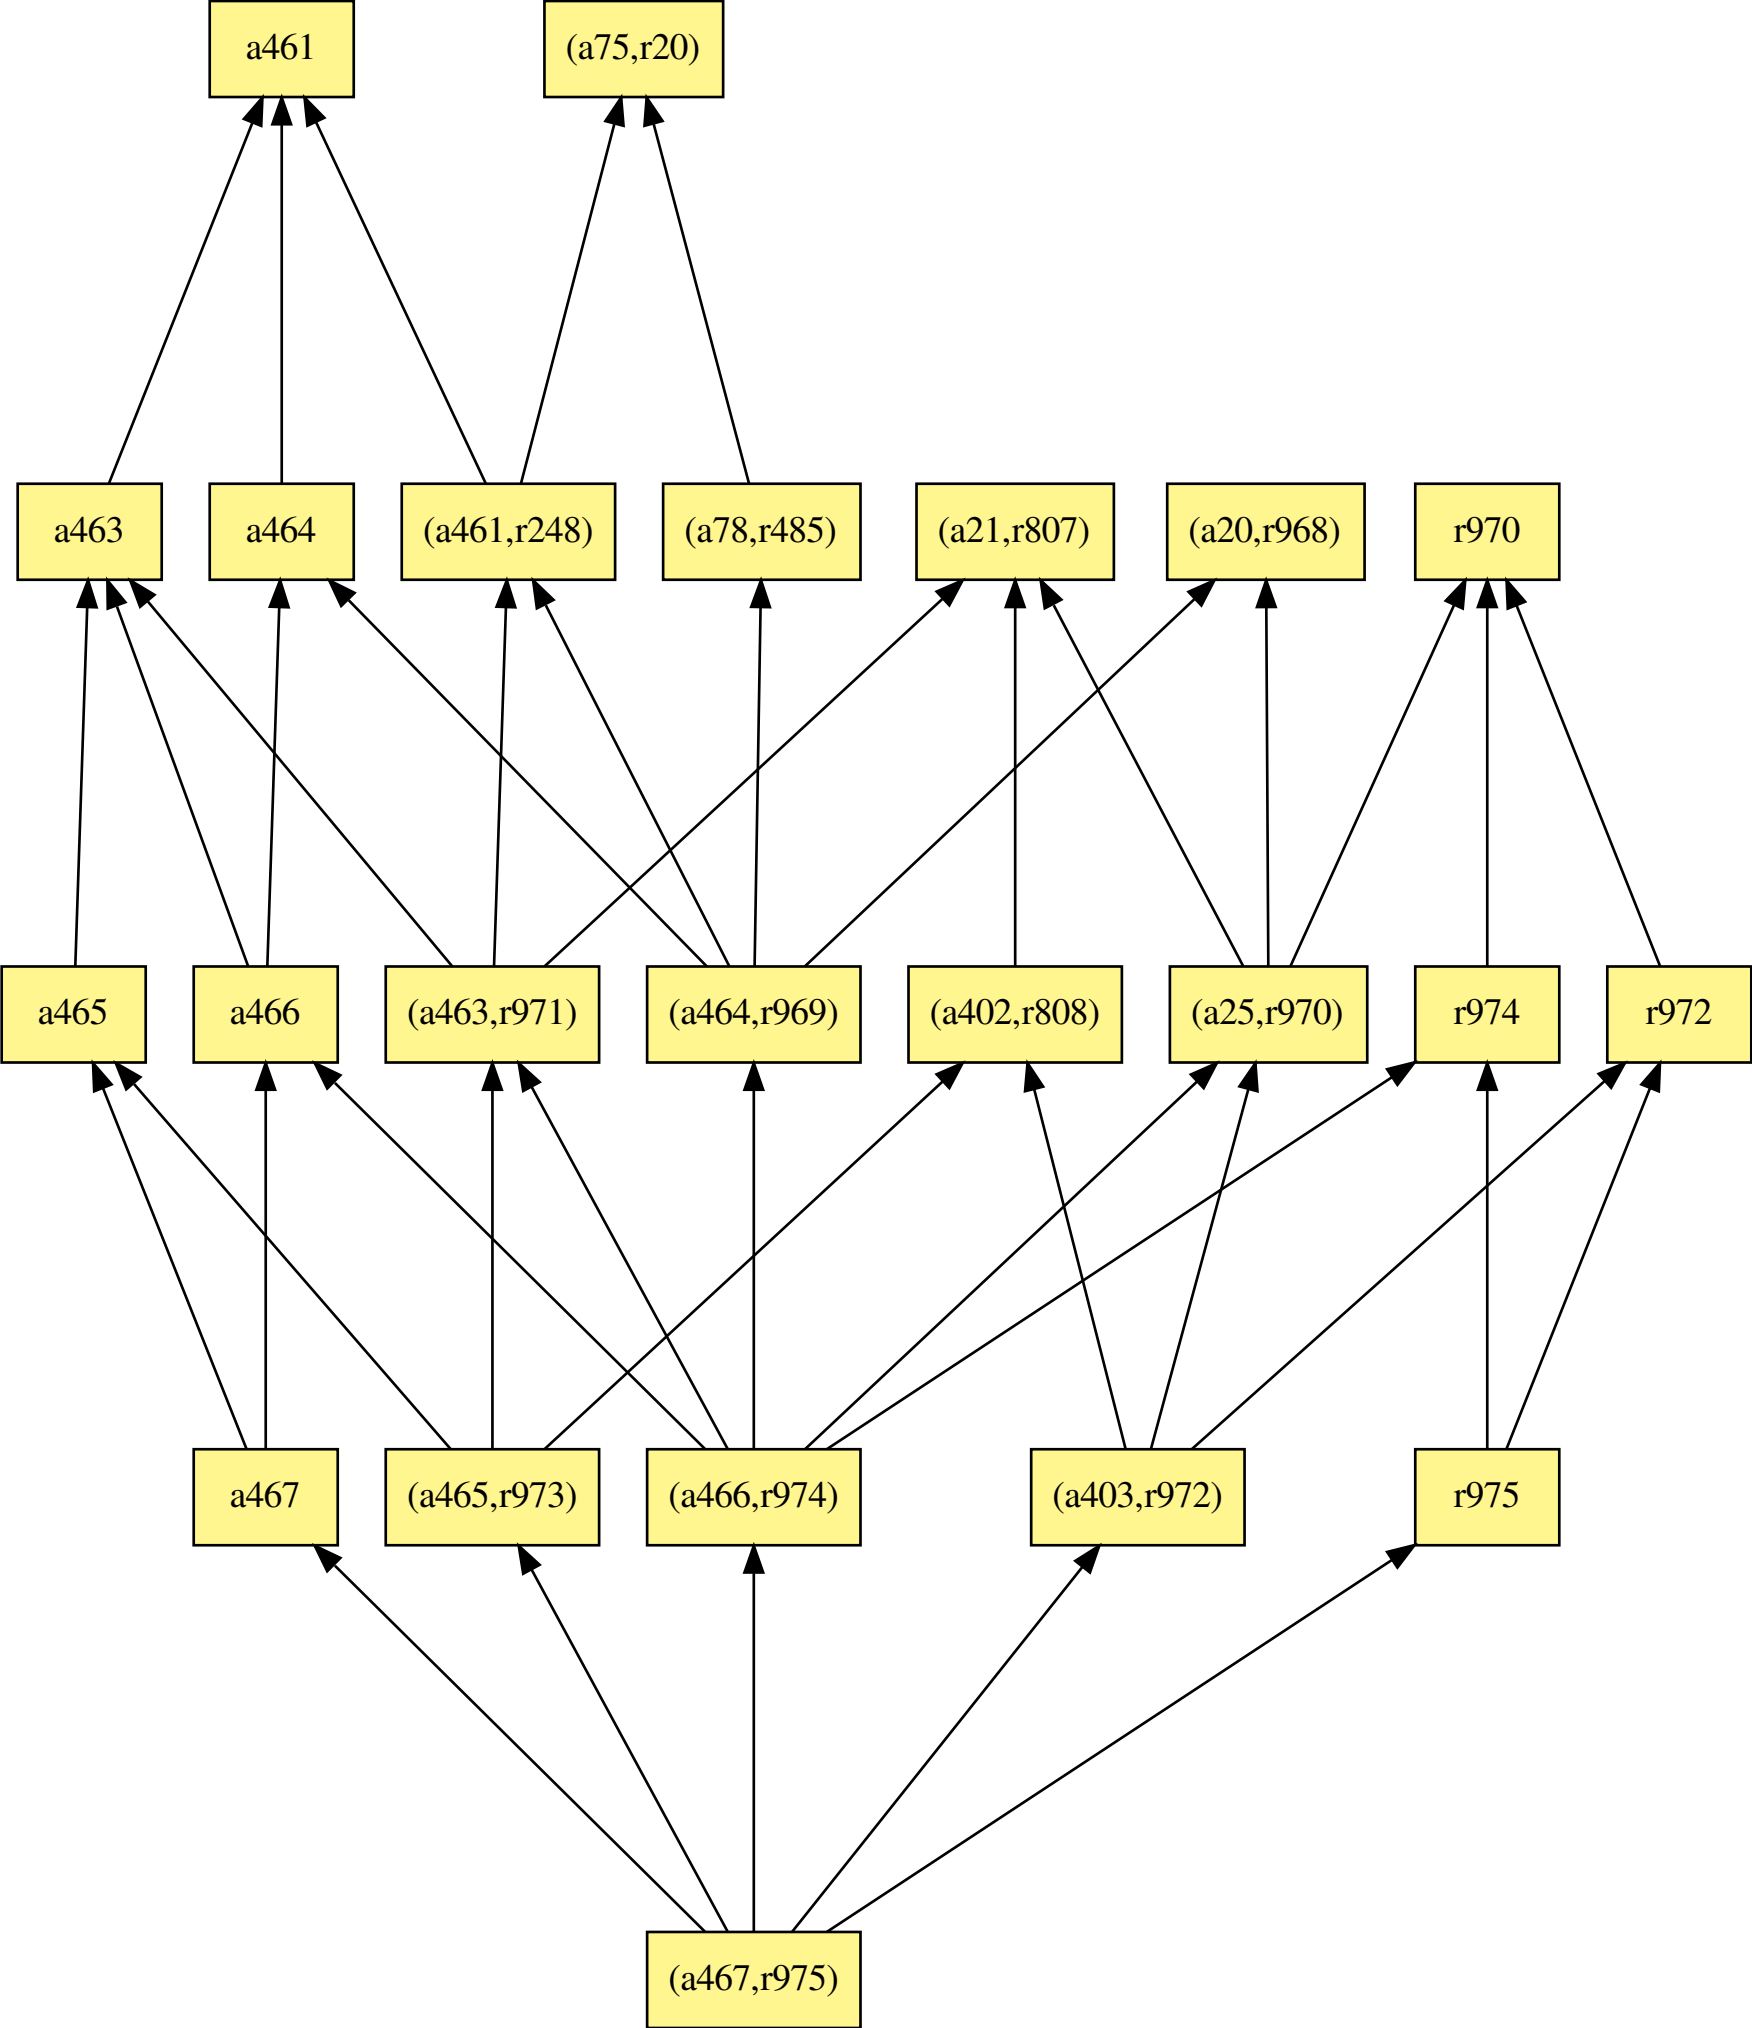 a461
(a75,r20)
a463
a464
(a461,r248)
(a78,r485)
(a21,r807)
(a20,r968)
r970
a465
a466
(a463,r971)
(a464,r969)
(a402,r808)
(a25,r970)
r974
r972
a467
(a465,r973)
(a466,r974)
(a403,r972)
r975
(a467,r975)